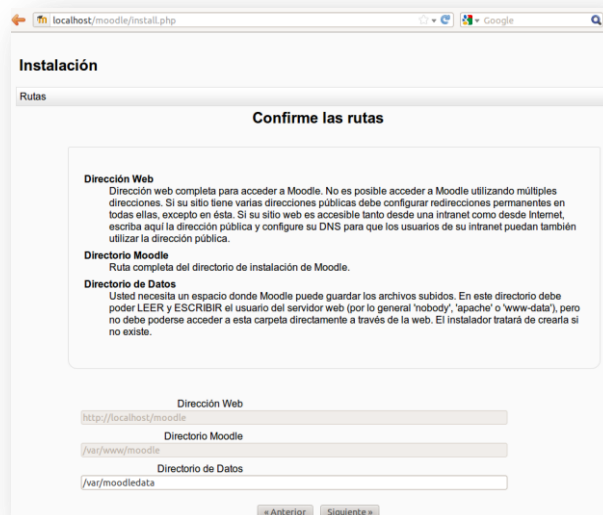 localhost/moodle/install.php
Google
Instalación
Rutas
Confirme las rutas
Dirección Web
Dirección web completa para acceder a Moodle. No es posible acceder a Moodle utilizando múltiples
direcciones. Si su sitio tiene varias direcciones públicas debe configurar redirecciones permanentes en
todas ellas, excepto en ésta. Si su sitio web es accesible tanto desde una intranet como desde Internet,
escriba aquí la dirección pública y configure su DNS para que los usuarios de su intranet puedan también
utilizar la dirección pública.
Directorio Moodle
Ruta completa del directorio de instalación de Moodle.
Directorio de Datos
Usted necesita un espacio donde Moodle puede guardar los archivos subidos. En este directorio debe
poder LEER y ESCRIBIR el usuario del servidor web (por lo general 'nobody', 'apache' o 'www-data'), pero
no debe poderse acceder a esta carpeta directamente a través de la web. El instalador tratará de crearla si
no existe.
Dirección Web
http://localhost/moodle
Directorio Moodle
/var/www/moodle
Directorio de Datos
/var/moodledata
« Anterior Siguiente »